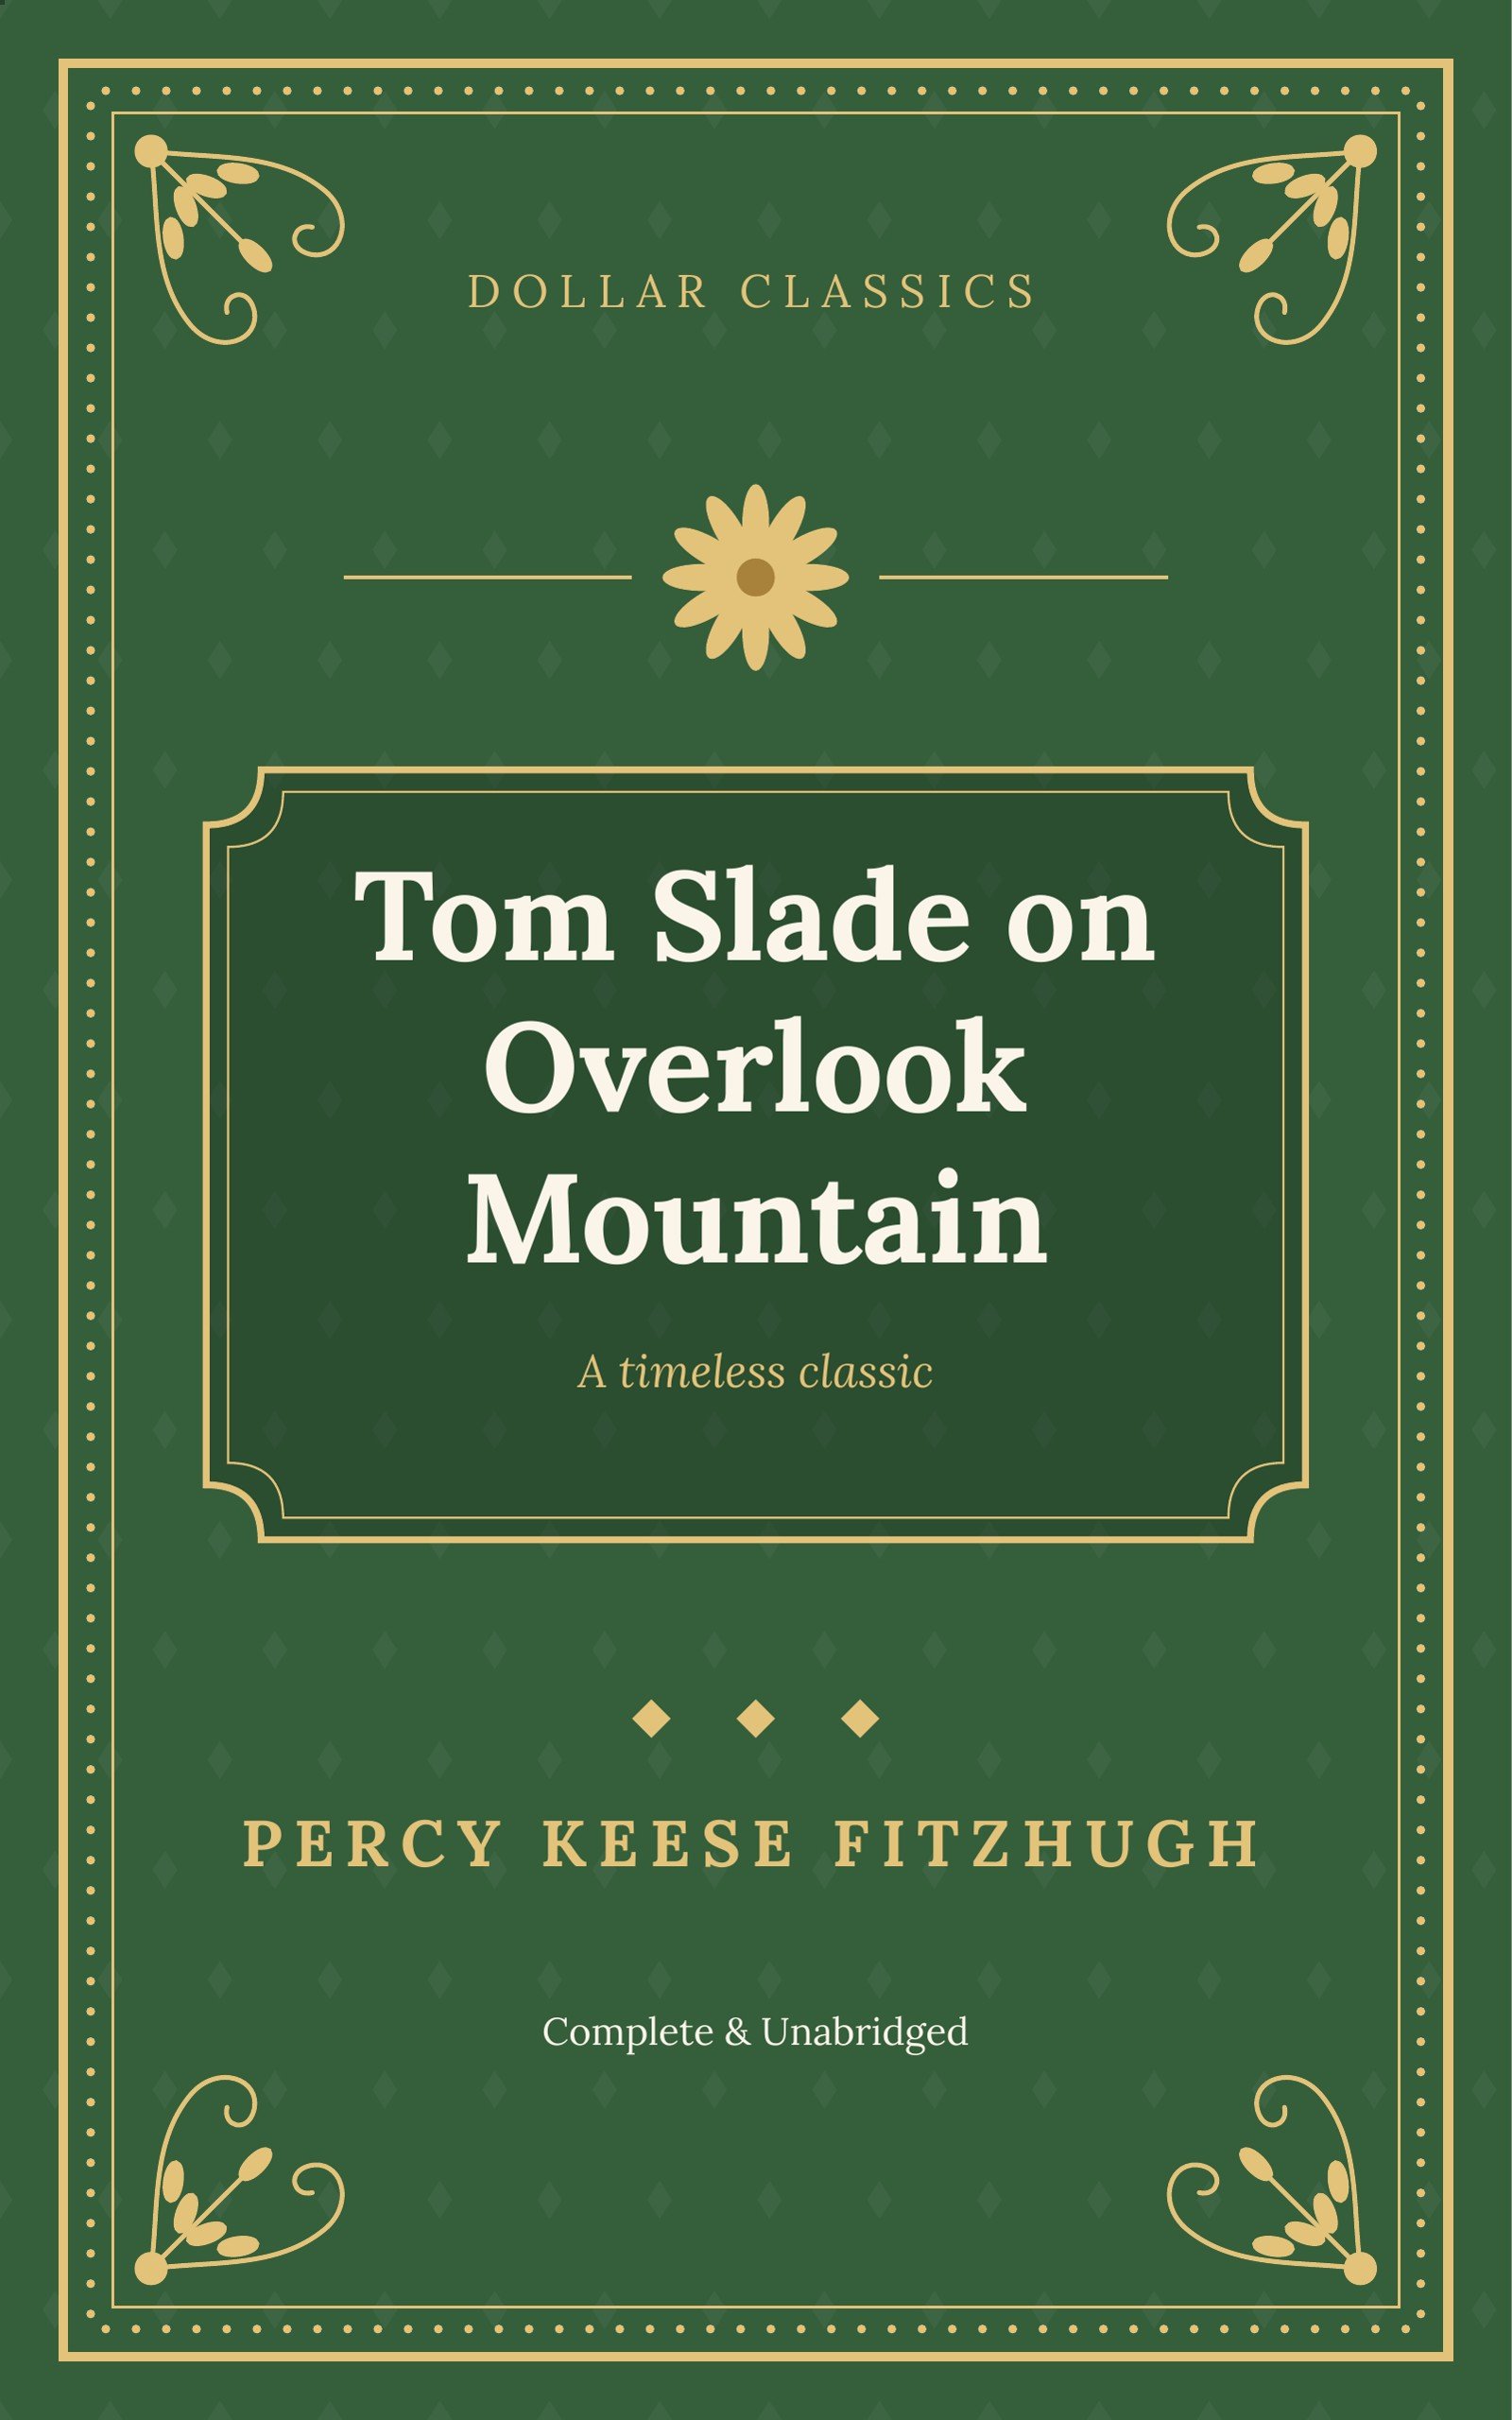 DOLLAR CLASSICS
Tom Slade on
Overlook
Mountain
A timeless classic
PERCY KEESE FITZHUGH
Complete & Unabridged